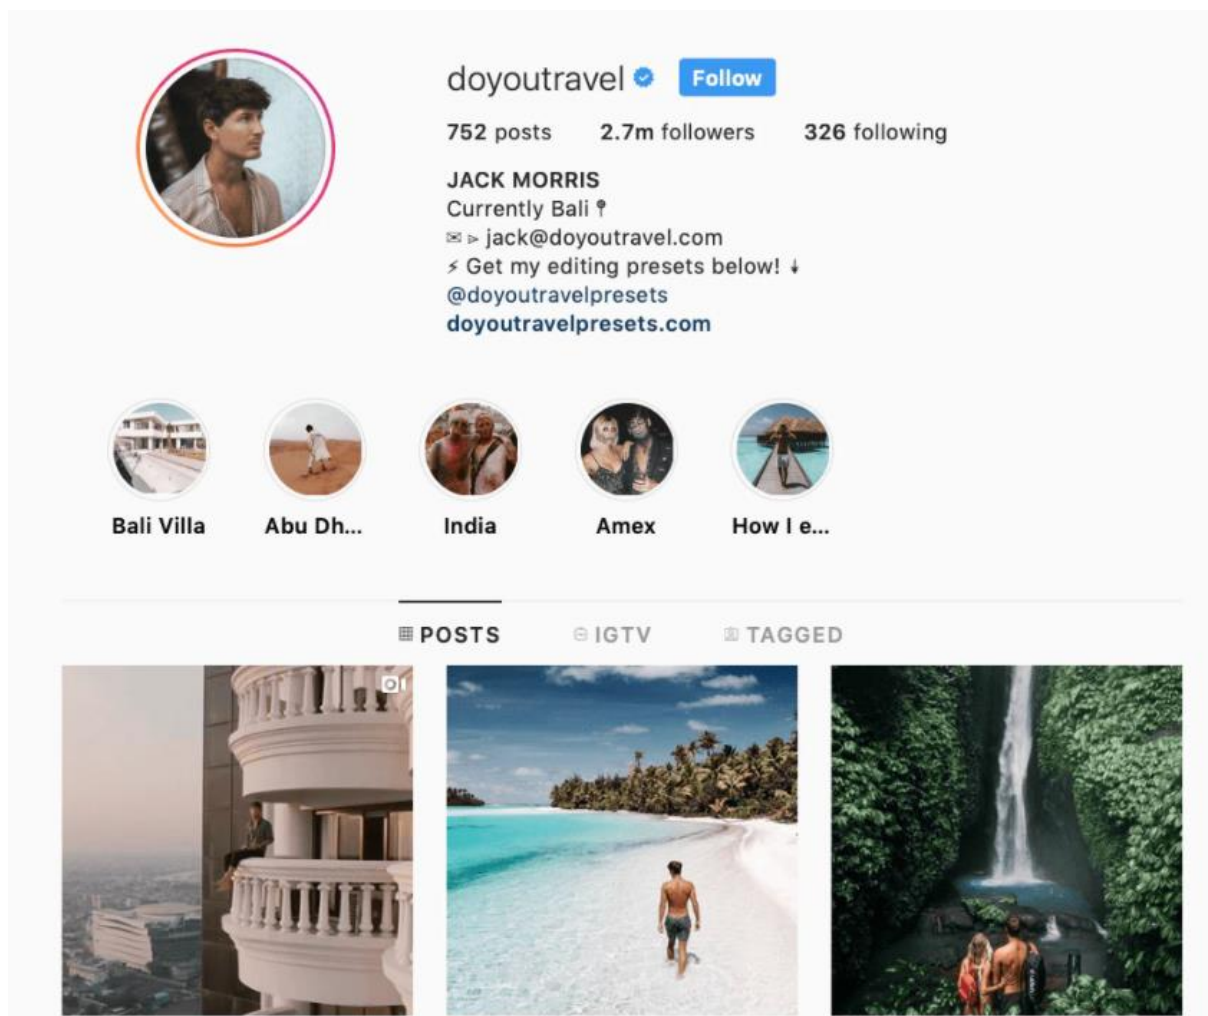 doyoutravel Follow
752 posts 2.7m followers 326 following
JACK MORRIS
Currently Bali
jack@doyoutravel.com
Get my editing presets below!
@doyoutravelpresets
doyoutravelpresets.com
Bali Villa Abu Dh... India Amex How I e...
POSTS IGTV TAGGED